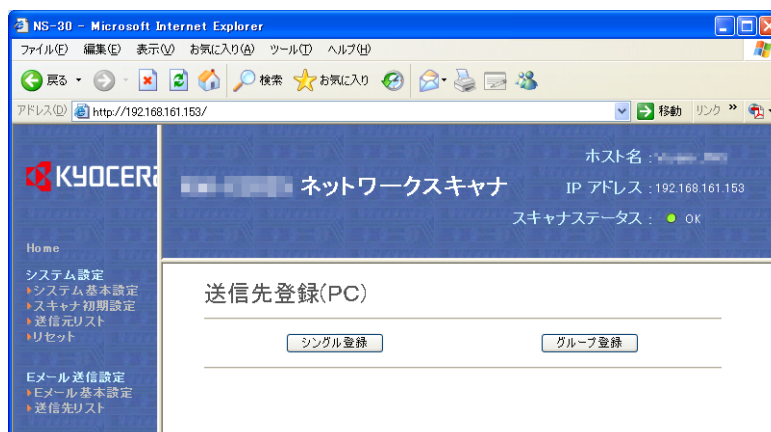 NS-30 - Microsoft Internet Explorer
ファイル(F) 編集(E) 表示(V) お気に入り(A) ツール(T) ヘルプ(H)
戻る 検索 お気に入り
アドレス(D) http://192.168.161.153/ 移動 リンク »
KYOCERA
ネットワークスキャナ
ホスト名 :
IP アドレス : 192.168.161.153
スキャナステータス : OK
Home
システム設定
システム基本設定
スキャナ初期設定
送信元リスト
リセット
Eメール送信設定
Eメール基本設定
送信先リスト
送信先登録(PC)
シングル登録 グループ登録